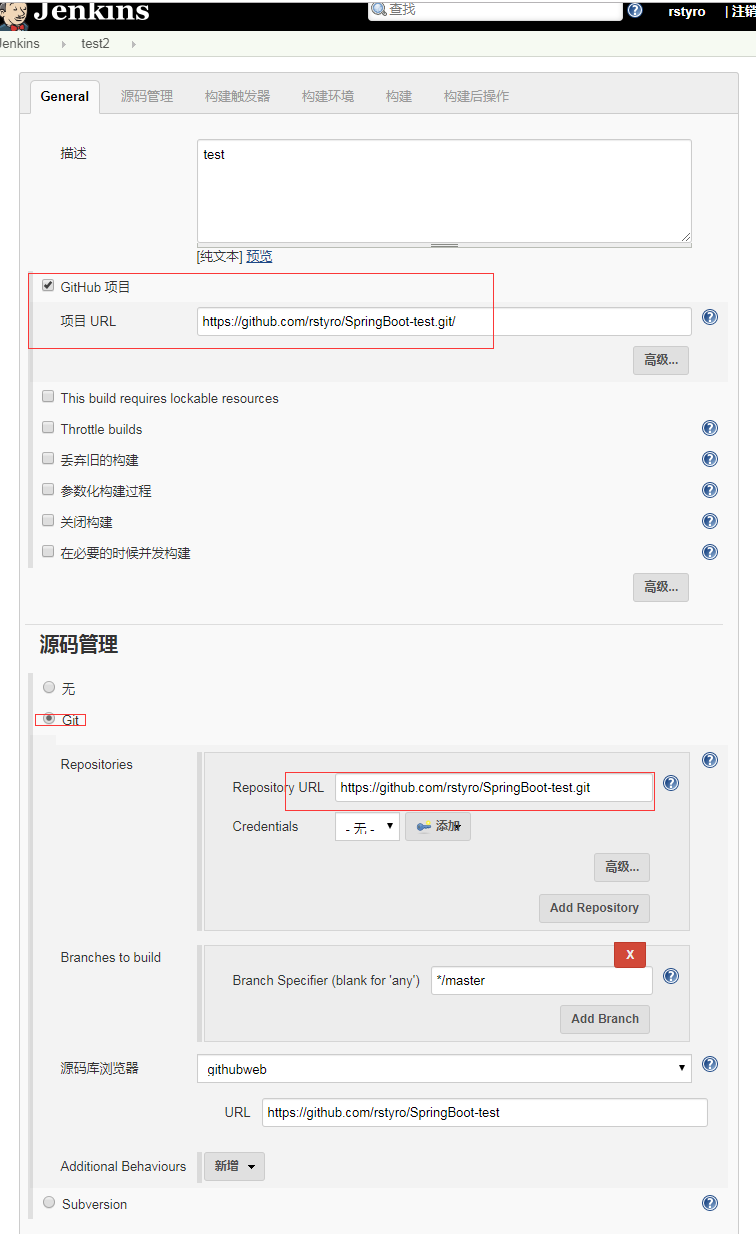 Jenkins 查找 rstyro | 注销
Jenkins test2
General 源码管理 构建触发器 构建环境 构建 构建后操作
描述 test
[纯文本] 预览
GitHub 项目
项目 URL https://github.com/rstyro/SpringBoot-test.git/
高级...
This build requires lockable resources
Throttle builds
丢弃旧的构建
参数化构建过程
关闭构建
在必要的时候并发构建
高级...
源码管理
无
Git
Repositories
Repository URL https://github.com/rstyro/SpringBoot-test.git
Credentials - 无 - 添加
高级...
Add Repository
Branches to build
X
Branch Specifier (blank for 'any') */master
Add Branch
源码库浏览器 githubweb
URL https://github.com/rstyro/SpringBoot-test
Additional Behaviours 新增
Subversion